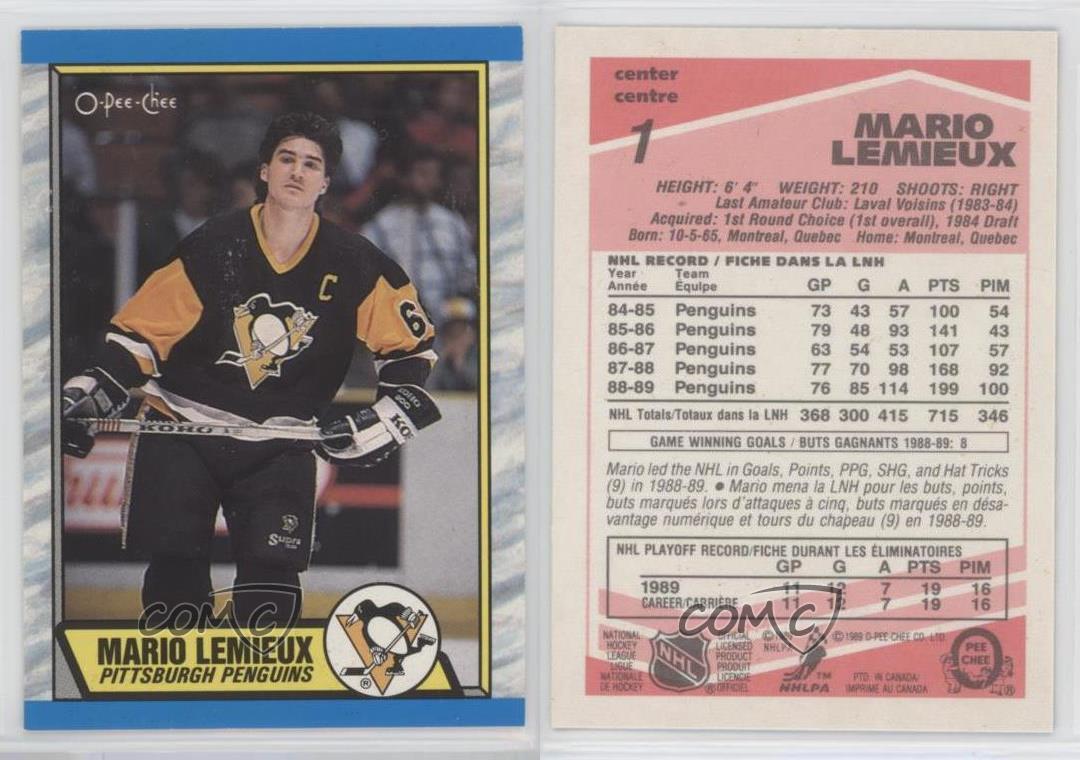 O-Pee-Chee
C
6
KOHO
Supra
MARIO LEMIEUX
PITTSBURGH PENGUINS
®
COMC
center
centre
1
MARIO
LEMIEUX
HEIGHT: 6' 4" WEIGHT: 210 SHOOTS: RIGHT
Last Amateur Club: Laval Voisins (1983-84)
Acquired: 1st Round Choice (1st overall), 1984 Draft
Born: 10-5-65, Montreal, Quebec Home: Montreal, Quebec
NHL RECORD / FICHE DANS LA LNH
Year Team
Année Équipe GP G A PTS PIM
84-85 Penguins 73 43 57 100 54
85-86 Penguins 79 48 93 141 43
86-87 Penguins 63 54 53 107 57
87-88 Penguins 77 70 98 168 92
88-89 Penguins 76 85 114 199 100
NHL Totals/Totaux dans la LNH 368 300 415 715 346
GAME WINNING GOALS / BUTS GAGNANTS 1988-89: 8
Mario led the NHL in Goals, Points, PPG, SHG, and Hat Tricks
(9) in 1988-89. ● Mario mena la LNH pour les buts, points,
buts marqués lors d'attaques à cinq, buts marqués en désa-
vantage numérique et tours du chapeau (9) en 1988-89.
NHL PLAYOFF RECORD/FICHE DURANT LES ÉLIMINATOIRES
GP G A PTS PIM
1989 11 12 7 19 16
CAREER/CARRIÈRE 11 12 7 19 16
COMC
NATIONAL
HOCKEY
LEAGUE
LIGUE
NATIONALE
DE HOCKEY
NHL
®
OFFICIAL
LICENSED
PRODUCT
PRODUIT
LICENCIÉ
OFFICIEL
© 1989
NHLPA
™
NHLPA
© 1989 O-PEE CHEE CO. LTD.
PTD. IN CANADA/
IMPRIMÉ AU CANADA
O
PEE
CHEE
®